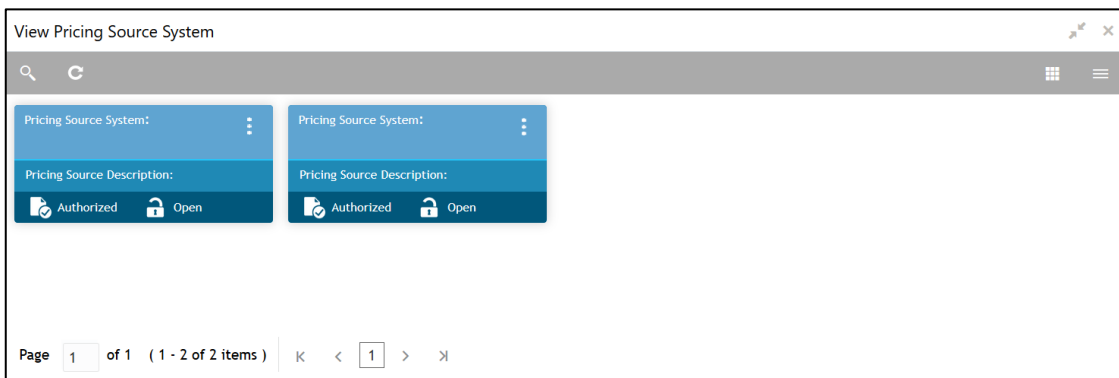 View Pricing Source System
Pricing Source System: Pricing Source System:
Pricing Source Description: Pricing Source Description:
Authorized Open Authorized Open
Page 1 of 1 ( 1 - 2 of 2 items ) 1